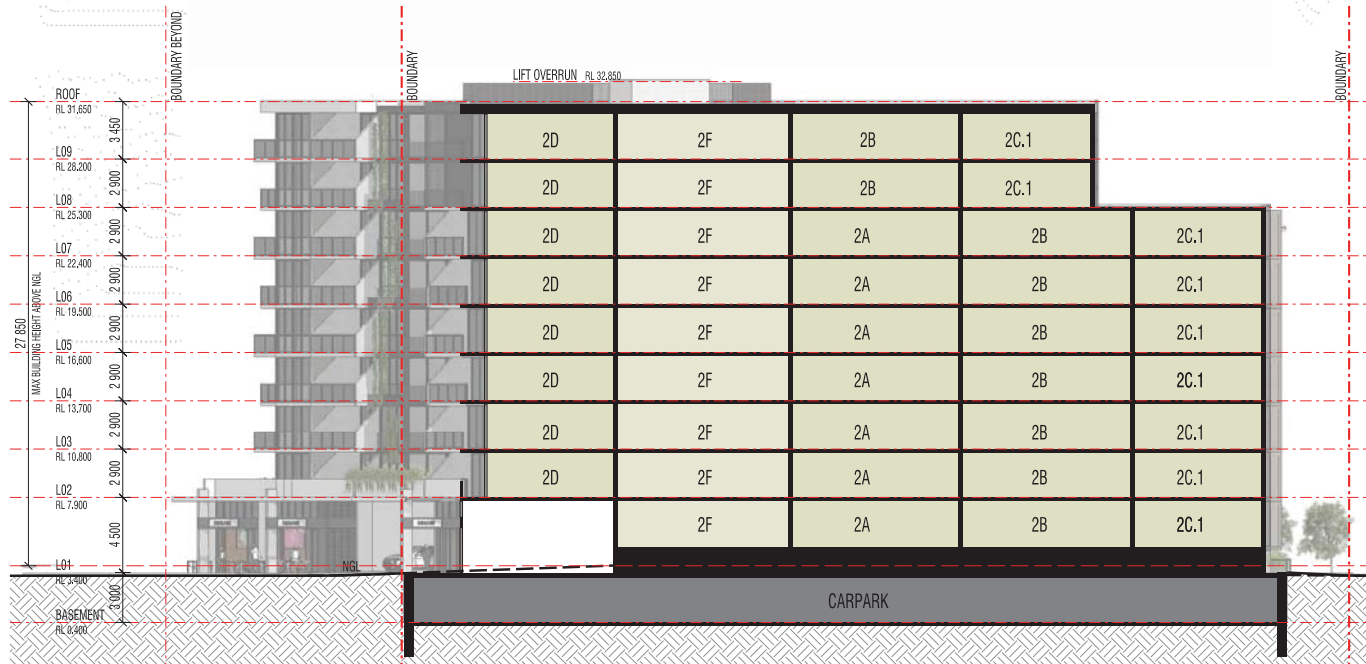 BOUNDARY BEYOND
BOUNDARY
BOUNDARY
LIFT OVERRUN RL 32.850
ROOF
RL 31,650
3 450
L09
RL 28.200
2 900
L08
RL 25.300
2 900
L07
RL 22.400
2 900
L06
RL 19.500
2 900
L05
RL 16,600
2 900
L04
RL 13.700
2 900
L03
RL 10.800
2 900
L02
RL 7.900
4 500
L01
RL 3.400
3 000
BASEMENT
RL 0.400
27 850
MAX BUILDING HEIGHT ABOVE NGL
NGL
2D 2F 2B 2C.1
2D 2F 2B 2C.1
2D 2F 2A 2B 2C.1
2D 2F 2A 2B 2C.1
2D 2F 2A 2B 2C.1
2D 2F 2A 2B 2C.1
2D 2F 2A 2B 2C.1
2D 2F 2A 2B 2C.1
2F 2A 2B 2C.1
CARPARK